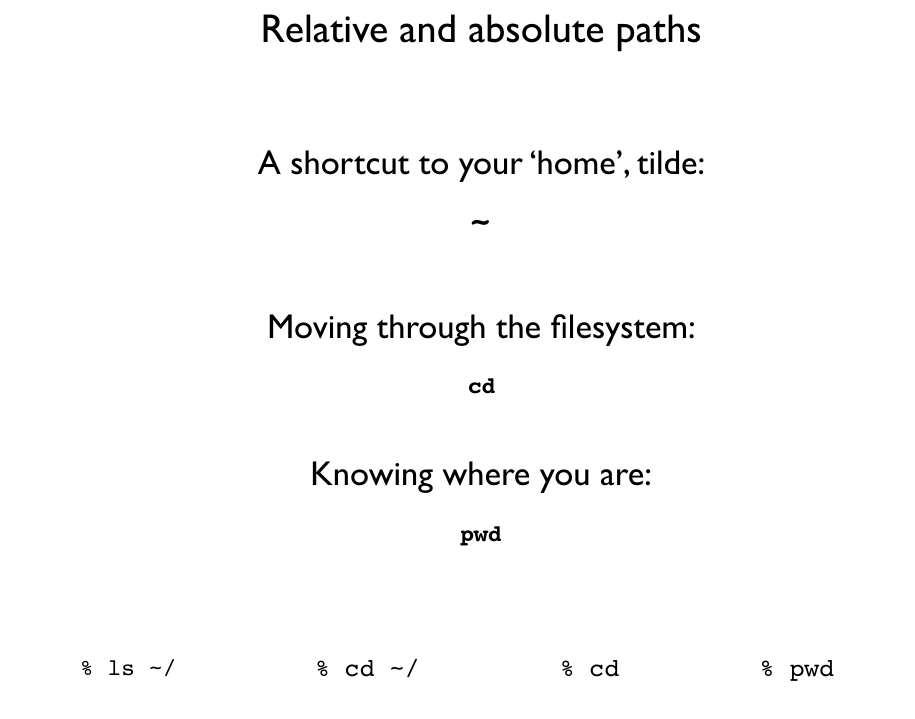 Relative and absolute paths
A shortcut to your ‘home’, tilde:
~
Moving through the filesystem:
cd
Knowing where you are:
pwd
% ls ~/ % cd ~/ % cd % pwd